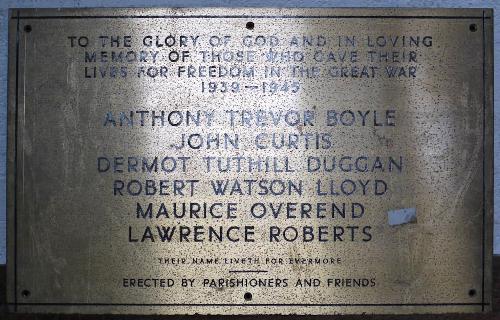 TO THE GLORY OF GOD AND IN LOVING
MEMORY OF THOSE WHO GAVE THEIR
LIVES FOR FREEDOM IN THE GREAT WAR
1939-1945
ANTHONY TREVOR BOYLE
JOHN CURTIS
DERMOT TUTHILL DUGGAN
ROBERT WATSON LLOYD
MAURICE OVEREND
LAWRENCE ROBERTS
THEIR NAME LIVETH FOR EVERMORE
ERECTED BY PARISHIONERS AND FRIENDS